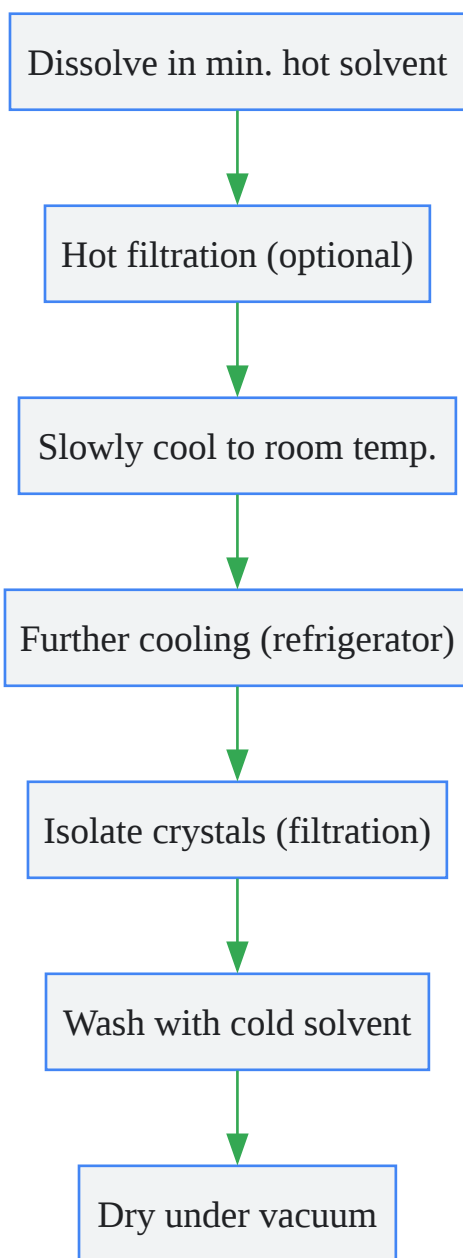 Dissolve in min. hot solvent
Hot filtration (optional)
Slowly cool to room temp.
Further cooling (refrigerator)
Isolate crystals (filtration)
Wash with cold solvent
Dry under vacuum